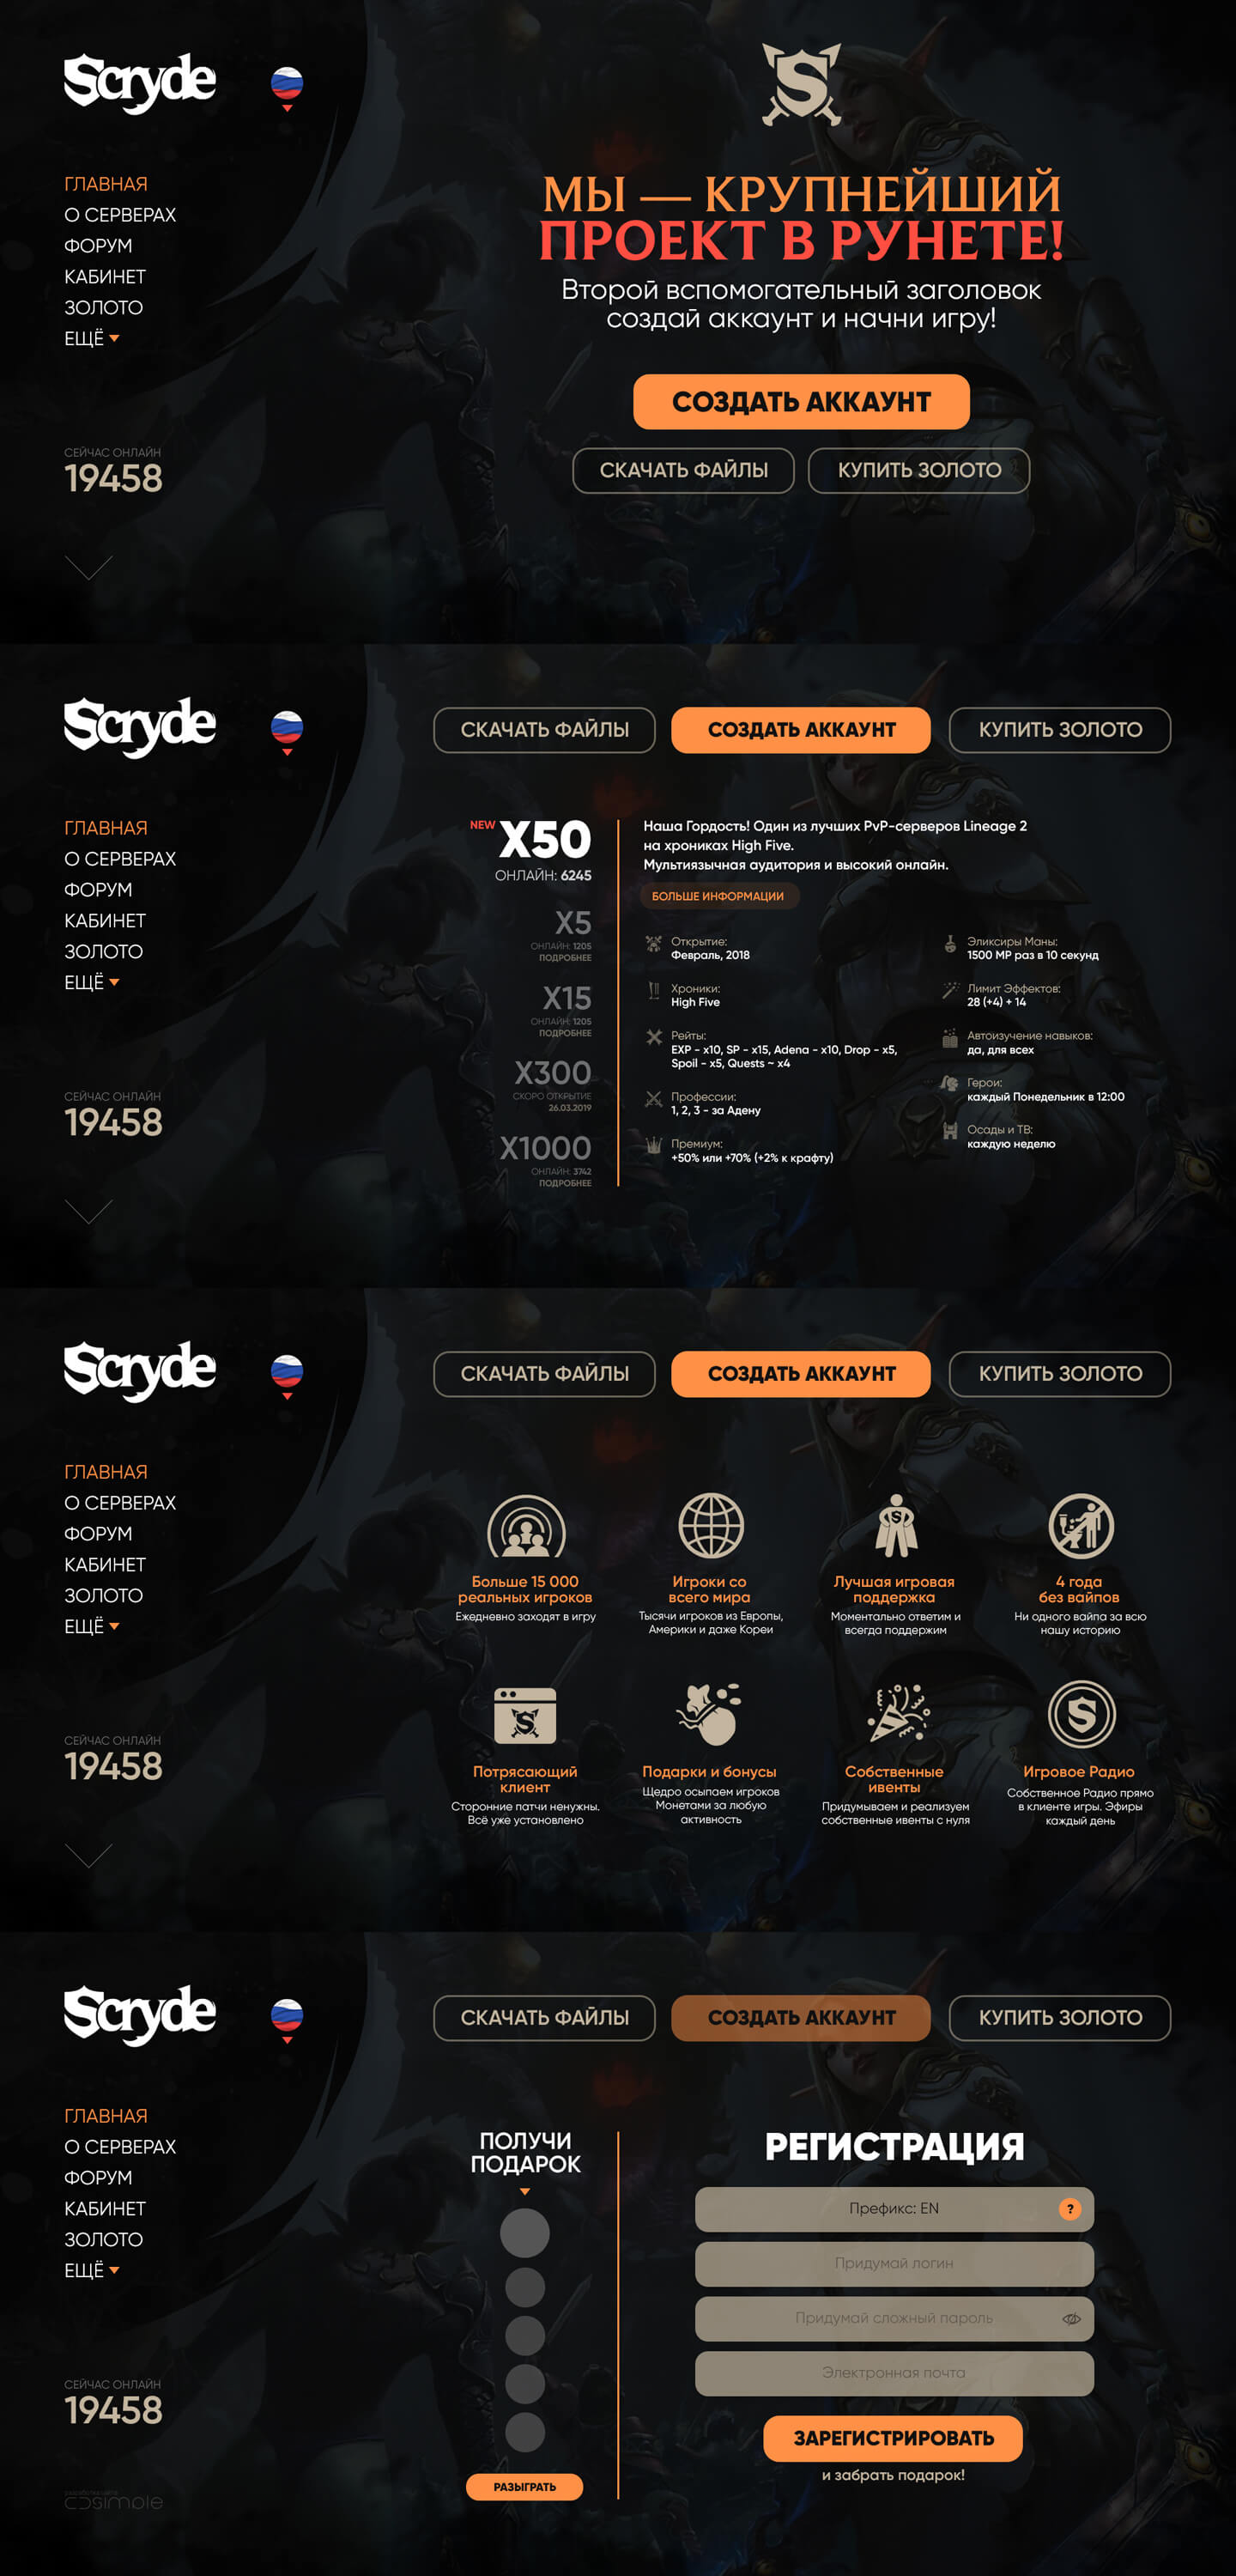 Scryde
ГЛАВНАЯ
О СЕРВЕРАХ
ФОРУМ
КАБИНЕТ
ЗОЛОТО
ЕЩЁ
СЕЙЧАС ОНЛАЙН
19458
S
МЫ — КРУПНЕЙШИЙ
ПРОЕКТ В РУНЕТЕ!
Второй вспомогательный заголовок
создай аккаунт и начни игру!
СОЗДАТЬ АККАУНТ
СКАЧАТЬ ФАЙЛЫ
КУПИТЬ ЗОЛОТО
Scryde
ГЛАВНАЯ
О СЕРВЕРАХ
ФОРУМ
КАБИНЕТ
ЗОЛОТО
ЕЩЁ
СЕЙЧАС ОНЛАЙН
19458
СКАЧАТЬ ФАЙЛЫ
СОЗДАТЬ АККАУНТ
КУПИТЬ ЗОЛОТО
NEW X50
ОНЛАЙН: 6245
X5
ОНЛАЙН: 1205
ПОДРОБНЕЕ
X15
ОНЛАЙН: 1205
ПОДРОБНЕЕ
X300
СКОРО ОТКРЫТИЕ
26.03.2019
X1000
ОНЛАЙН: 3742
ПОДРОБНЕЕ
Наша Гордость! Один из лучших PvP-серверов Lineage 2
на хрониках High Five.
Мультиязычная аудитория и высокий онлайн.
БОЛЬШЕ ИНФОРМАЦИИ
Открытие:
Февраль, 2018
Хроники:
High Five
Рейты:
EXP - x10, SP - x15, Adena - x10, Drop - x5,
Spoil - x5, Quests ~ x4
Профессии:
1, 2, 3 - за Адену
Премиум:
+50% или +70% (+2% к крафту)
Эликсиры Маны:
1500 MP раз в 10 секунд
Лимит Эффектов:
28 (+4) + 14
Автоизучение навыков:
да, для всех
Герои:
каждый Понедельник в 12:00
Осады и ТВ:
каждую неделю
Scryde
ГЛАВНАЯ
О СЕРВЕРАХ
ФОРУМ
КАБИНЕТ
ЗОЛОТО
ЕЩЁ
СЕЙЧАС ОНЛАЙН
19458
СКАЧАТЬ ФАЙЛЫ
СОЗДАТЬ АККАУНТ
КУПИТЬ ЗОЛОТО
Больше 15 000
реальных игроков
Ежедневно заходят в игру
Игроки со
всего мира
Тысячи игроков из Европы,
Америки и даже Кореи
S
Лучшая игровая
поддержка
Моментально ответим и
всегда поддержим
4 года
без вайпов
Ни одного вайпа за всю
нашу историю
S
Потрясающий
клиент
Сторонние патчи ненужны.
Всё уже установлено
Подарки и бонусы
Щедро осыпаем игроков
Монетами за любую
активность
Собственные
ивенты
Придумываем и реализуем
собственные ивенты с нуля
S
Игровое Радио
Собственное Радио прямо
в клиенте игры. Эфиры
каждый день
Scryde
ГЛАВНАЯ
О СЕРВЕРАХ
ФОРУМ
КАБИНЕТ
ЗОЛОТО
ЕЩЁ
СЕЙЧАС ОНЛАЙН
19458
СКАЧАТЬ ФАЙЛЫ
СОЗДАТЬ АККАУНТ
КУПИТЬ ЗОЛОТО
ПОЛУЧИ
ПОДАРОК
РАЗЫГРАТЬ
РЕГИСТРАЦИЯ
Префикс: EN
?
Придумай логин
Придумай сложный пароль
Электронная почта
ЗАРЕГИСТРИРОВАТЬ
и забрать подарок!